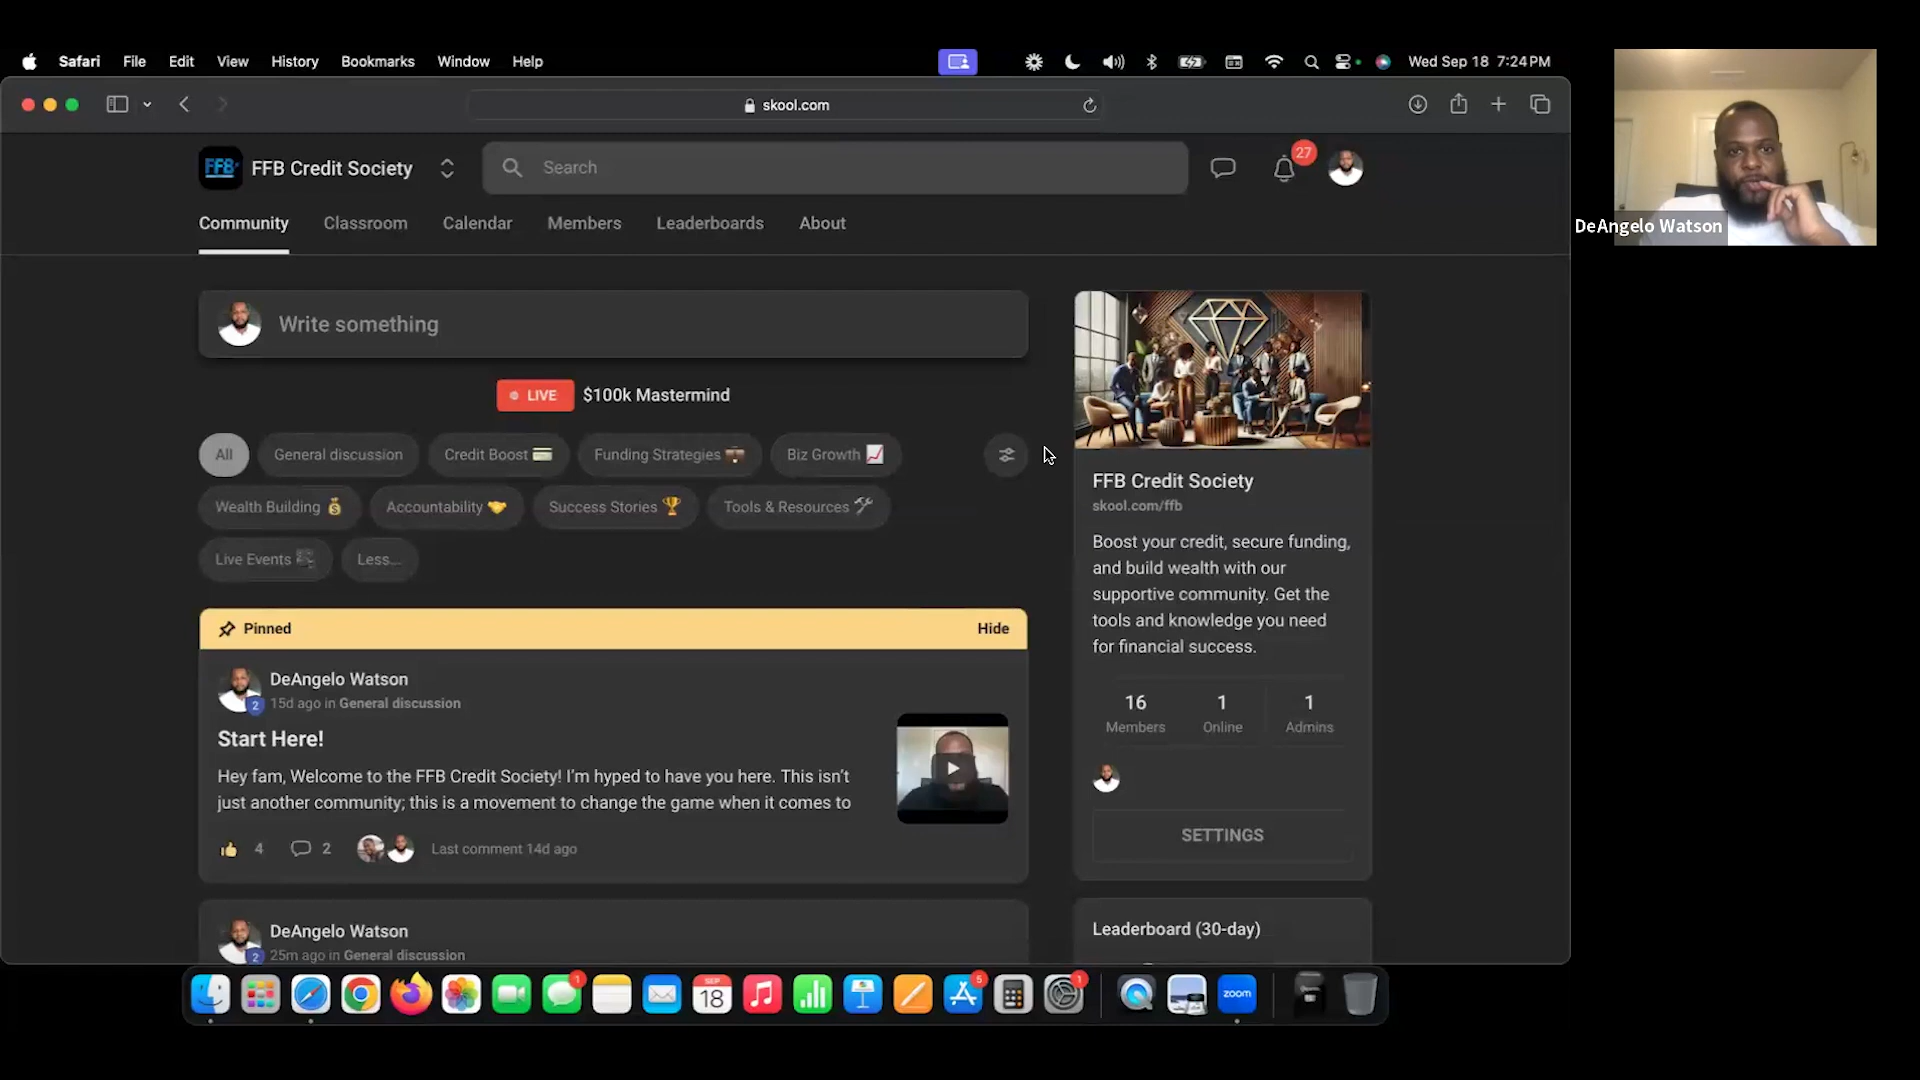 Safari File Edit View History Bookmarks Window Help
Wed Sep 18 7:24 PM
skool.com
FFB
FFB Credit Society
Search
27
Community Classroom Calendar Members Leaderboards About
DeAngelo Watson
Write something
LIVE $100k Mastermind
All General discussion Credit Boost 💳 Funding Strategies 💼 Biz Growth 📈
Wealth Building 💰 Accountability 🤝 Success Stories 🏆 Tools & Resources 🛠️
Live Events Less...
Pinned Hide
DeAngelo Watson
2
15d ago in General discussion
Start Here!
Hey fam, Welcome to the FFB Credit Society! I'm hyped to have you here. This isn't
just another community; this is a movement to change the game when it comes to
4 2 Last comment 14d ago
DeAngelo Watson
2
25m ago in General discussion
FFB Credit Society
skool.com/ffb
Boost your credit, secure funding,
and build wealth with our
supportive community. Get the
tools and knowledge you need
for financial success.
16 1 1
Members Online Admins
SETTINGS
Leaderboard (30-day)
1
SEP
18
5
1
zoom